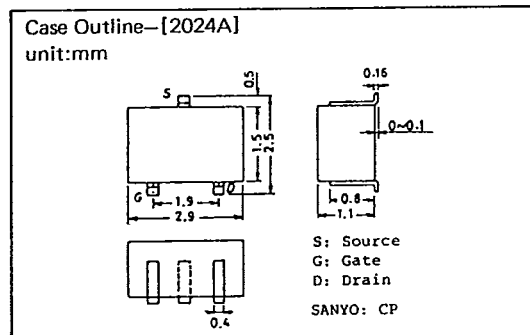 Case Outline–[2024A]
unit:mm
0.5
S
1.5
2.5
G
D
1.9
2.9
0.4
0.16
0~0.1
0.8
1.1
S: Source
G: Gate
D: Drain
SANYO: CP